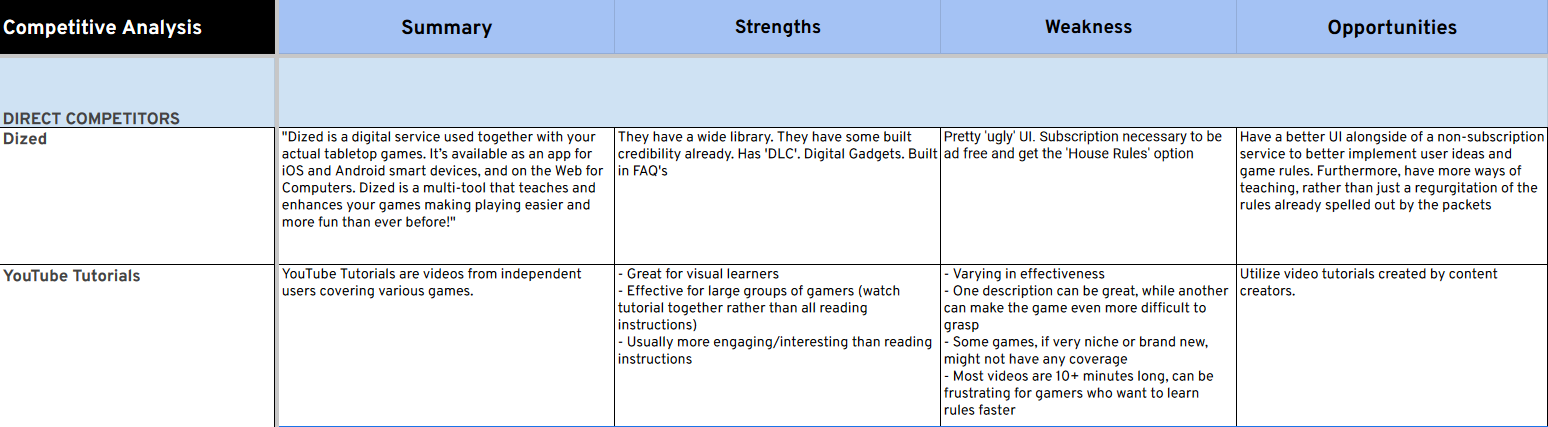 Competitive Analysis
Summary
Strengths
Weakness
Opportunities
DIRECT COMPETITORS
Dized
"Dized is a digital service used together with your
actual tabletop games. It's available as an app for
iOS and Android smart devices, and on the Web for
Computers. Dized is a multi-tool that teaches and
enhances your games making playing easier and
more fun than ever before!"
They have a wide library. They have some built
credibility already. Has 'DLC'. Digital Gadgets. Built
in FAQ's
Pretty 'ugly' UI. Subscription necessary to be
ad free and get the 'House Rules' option
Have a better UI alongside of a non-subscription
service to better implement user ideas and
game rules. Furthermore, have more ways of
teaching, rather than just a regurgitation of the
rules already spelled out by the packets
YouTube Tutorials
YouTube Tutorials are videos from independent
users covering various games.
- Great for visual learners
- Effective for large groups of gamers (watch
tutorial together rather than all reading
instructions)
- Usually more engaging/interesting than reading
instructions
- Varying in effectiveness
- One description can be great, while another
can make the game even more difficult to
grasp
- Some games, if very niche or brand new,
might not have any coverage
- Most videos are 10+ minutes long, can be
frustrating for gamers who want to learn
rules faster
Utilize video tutorials created by content
creators.